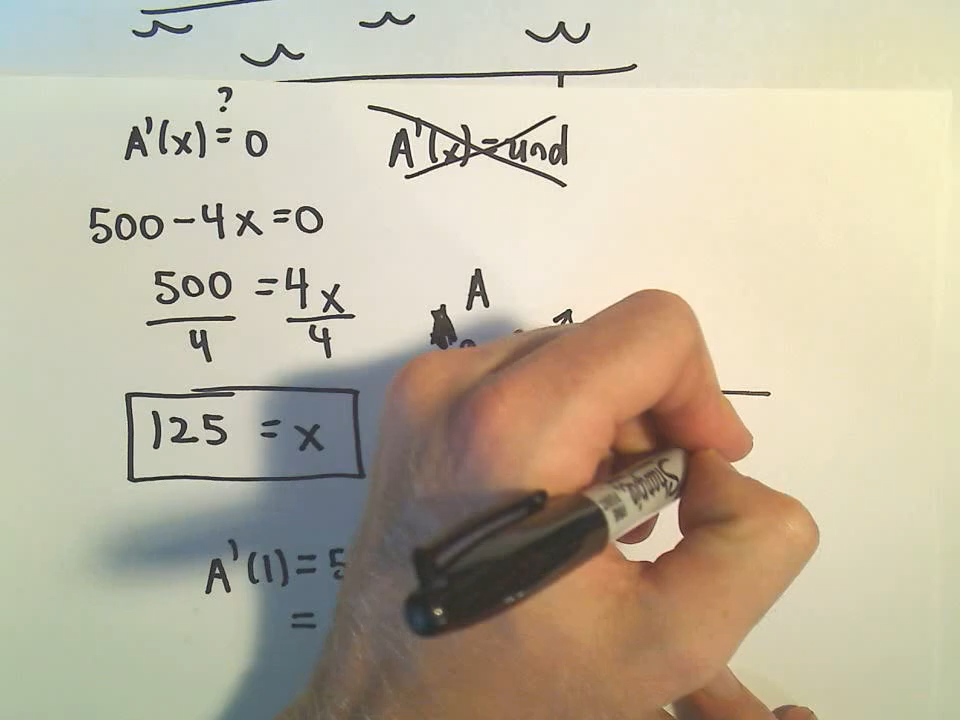 ?
A'(x) = 0
A'(x) = und
500 - 4x = 0
500 = 4x
4 4
A
125 = x
A'(1) = 5
=
Sharpie